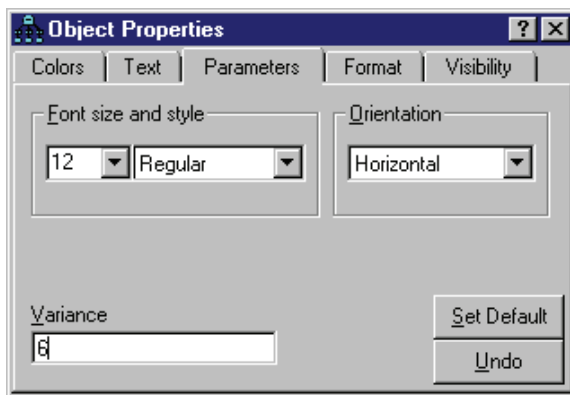 Object Properties
Colors Text Parameters Format Visibility
Font size and style Orientation
12 Regular Horizontal
Variance
6
Set Default
Undo